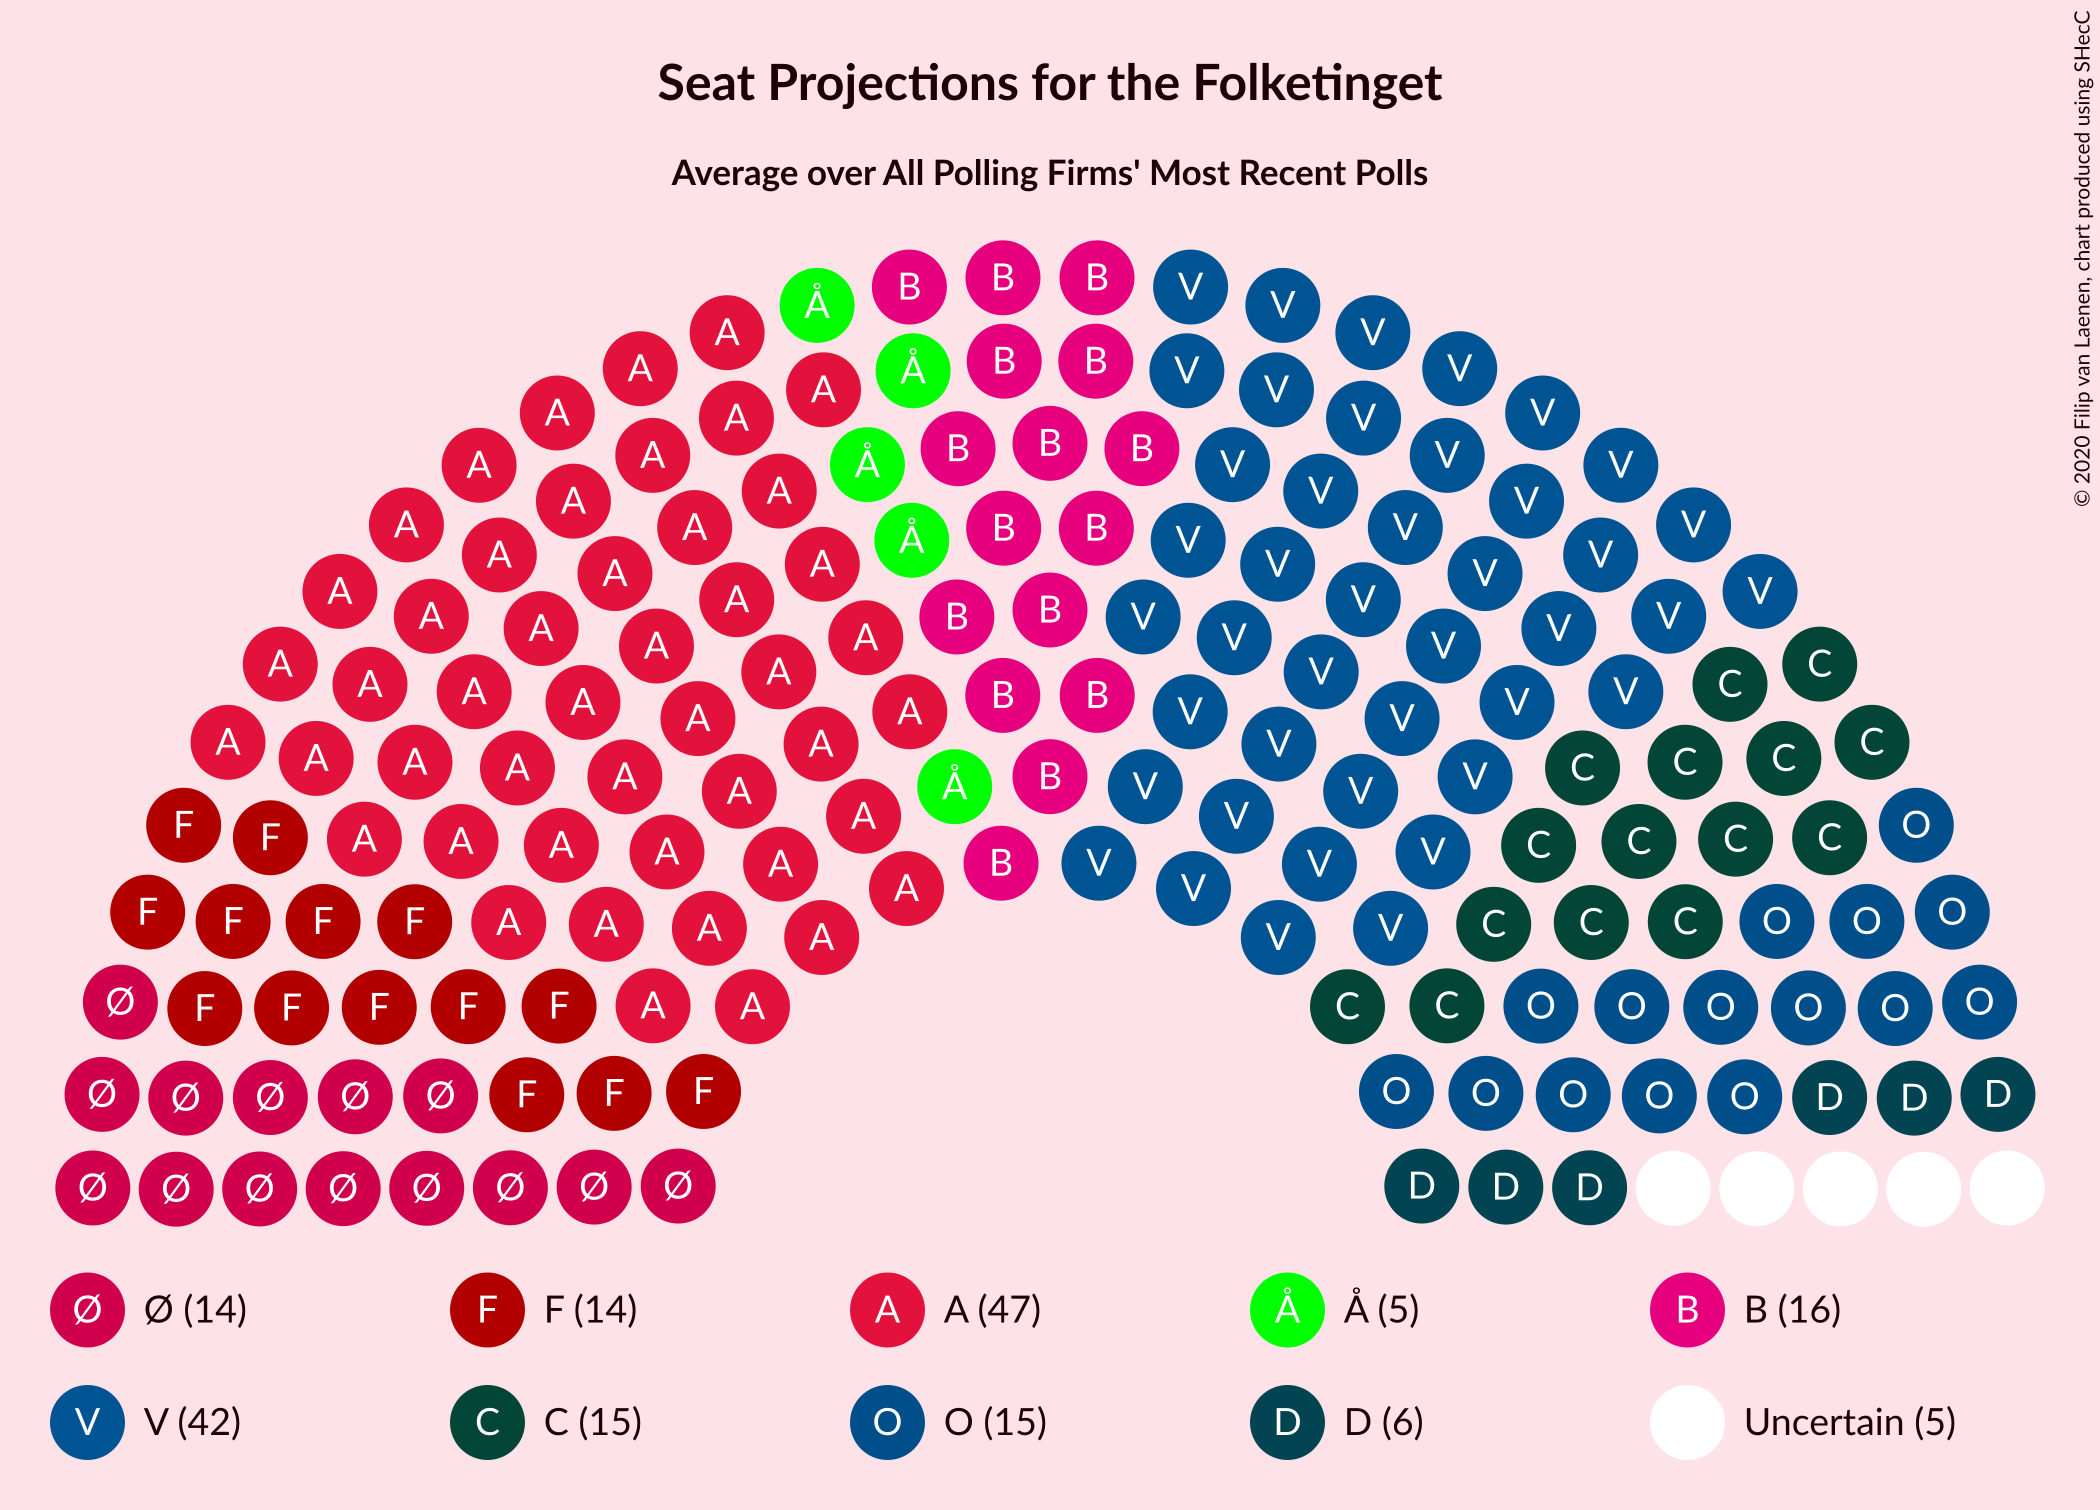 Seat Projections for the Folketinget
Average over All Polling Firms' Most Recent Polls
© 2020 Filip van Laenen, chart produced using SHecC
B B B V V
Å V
A V
A Å B B V V V
A A V V
A A Å B B B V V V
A A A V V V
A A A Å B B V V V V
A A A V V V
A A A A B B V V V V V
A A A A V V V
A A A A A B B V V V V V C C
A A A A V V V
A A A A A A Å B V V V V C C C C
F F A A A A A A B V V V V C C C C O
F F F F A A A A A V V C C C O O O
Ø F F F F F A A C C O O O O O O
Ø Ø Ø Ø Ø F F F O O O O O D D D
Ø Ø Ø Ø Ø Ø Ø Ø D D D
Ø Ø (14) F F (14) A A (47) Å Å (5) B B (16)
V V (42) C C (15) O O (15) D D (6) Uncertain (5)